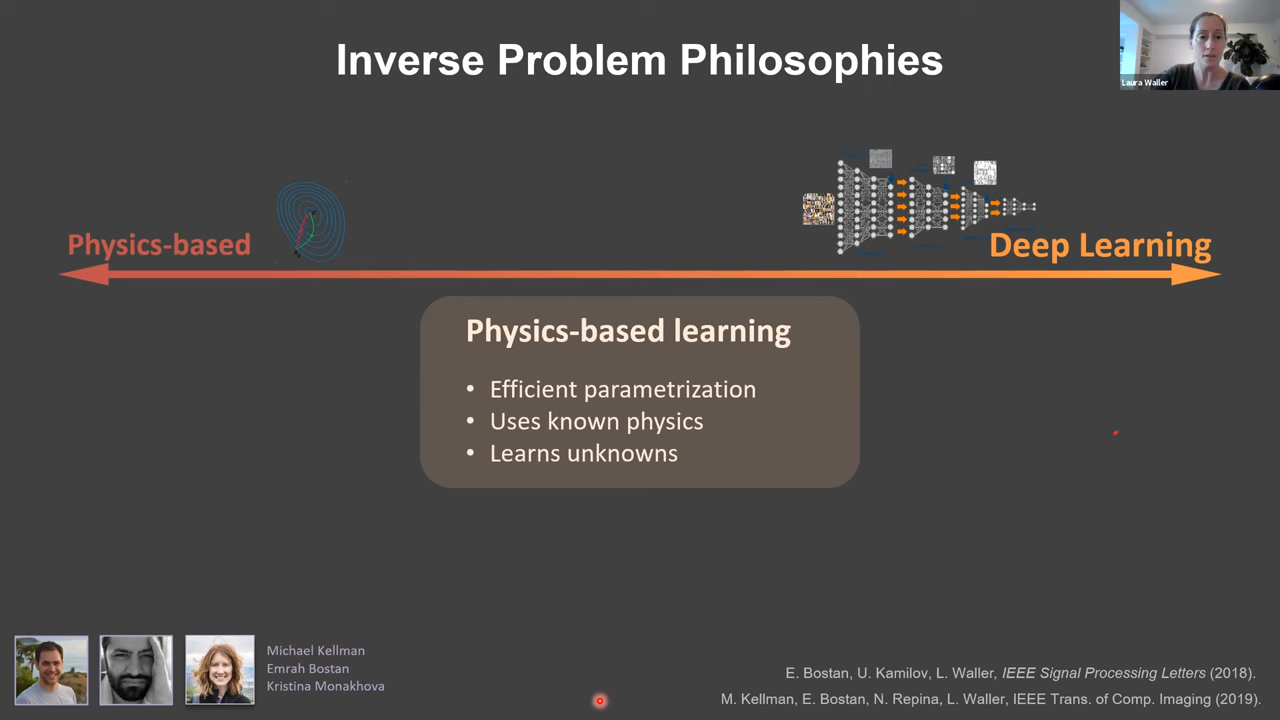 Inverse Problem Philosophies
Laura Waller
Physics-based
Deep Learning
Physics-based learning
• Efficient parametrization
• Uses known physics
• Learns unknowns
Michael Kellman
Emrah Bostan
Kristina Monakhova
E. Bostan, U. Kamilov, L. Waller, IEEE Signal Processing Letters (2018).
M. Kellman, E. Bostan, N. Repina, L. Waller, IEEE Trans. of Comp. Imaging (2019).